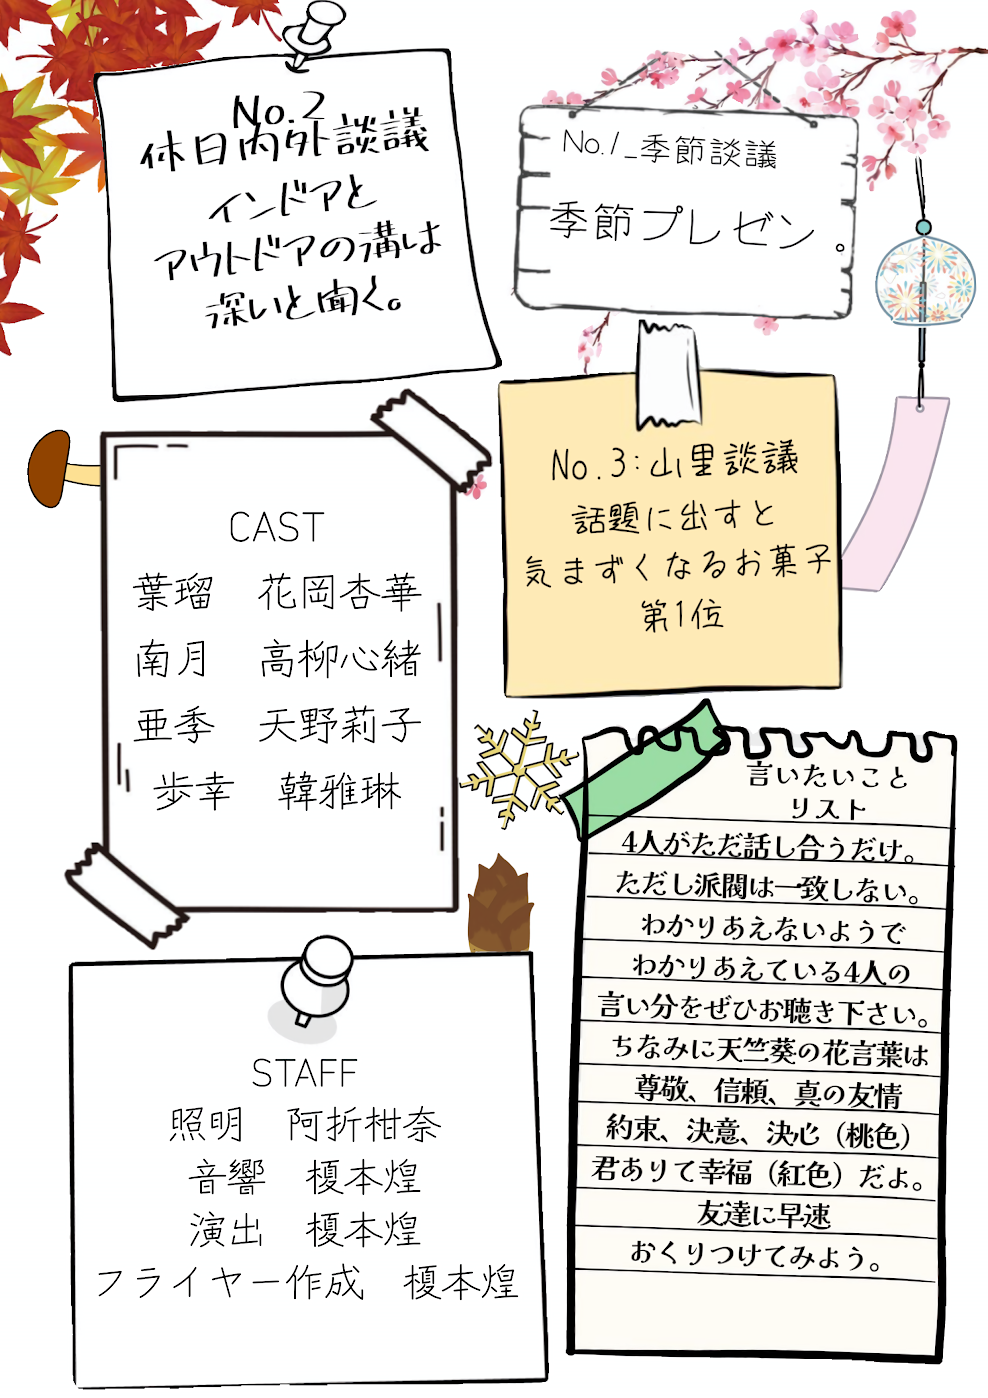 No.2
休日内外談議
インドアと
アウトドアの溝は
深いと聞く。
No.1_季節談議
季節プレゼン。
No.3:山里談議
話題に出すと
気まずくなるお菓子
第1位
CAST
葉瑠　花岡杏華
南月　高柳心緒
亜季　天野莉子
歩幸　韓雅琳
言いたいこと
リスト
4人がただ話し合うだけ。
ただし派閥は一致しない。
わかりあえないようで
わかりあえている4人の
言い分をぜひお聴き下さい。
ちなみに天竺葵の花言葉は
尊敬、信頼、真の友情
約束、決意、決心（桃色）
君ありて幸福（紅色）だよ。
友達に早速
おくりつけてみよう。
STAFF
照明　阿折柑奈
音響　榎本煌
演出　榎本煌
フライヤー作成　榎本煌